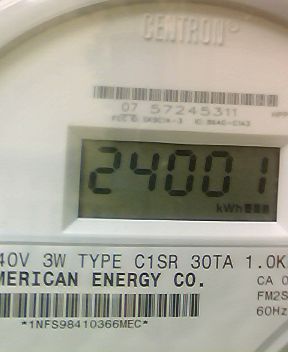 CENTRON®
07 57245311
24001
kWh
40V 3W TYPE C1SR 30TA 1.0K
MERICAN ENERGY CO.
CA 0
FM2S
60Hz
*1NFS98410366MEC*